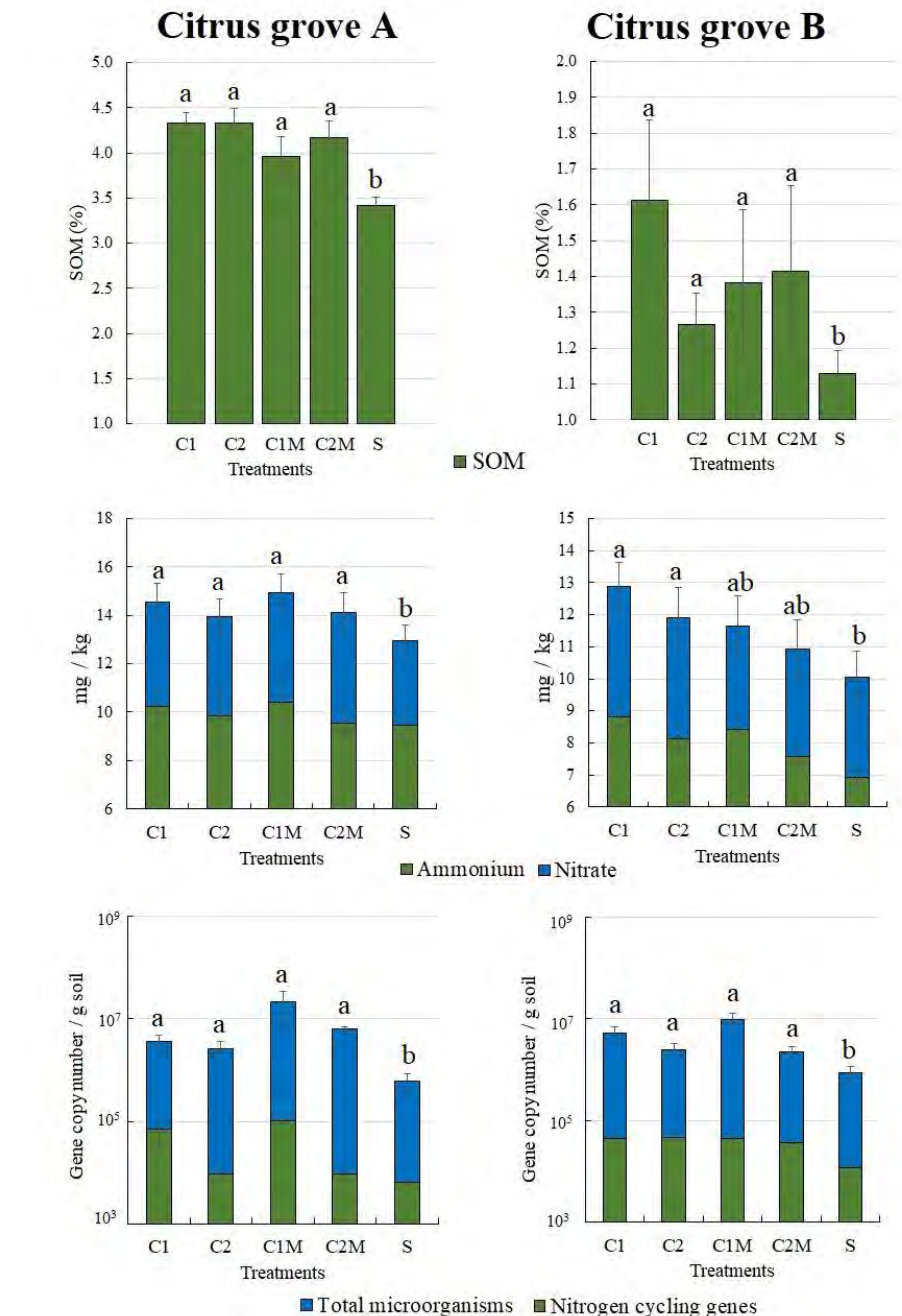 Citrus grove A
Citrus grove B
5.0
4.5
4.0
3.5
3.0
2.5
2.0
1.5
1.0
SOM (%)
a
a
a
a
b
C1 C2 C1M C2M S
Treatments
2.0
1.9
1.8
1.7
1.6
1.5
1.4
1.3
1.2
1.1
1.0
SOM (%)
a
a
a
a
b
C1 C2 C1M C2M S
Treatments
SOM
18
16
14
12
10
8
6
mg / kg
a
a
a
a
b
C1 C2 C1M C2M S
Treatments
15
14
13
12
11
10
9
8
7
6
mg / kg
a
a
ab
ab
b
C1 C2 C1M C2M S
Treatments
Ammonium Nitrate
10⁹
10⁷
10⁵
10³
Gene copy number / g soil
a
a
a
a
b
C1 C2 C1M C2M S
Treatments
10⁹
10⁷
10⁵
10³
Gene copy number / g soil
a
a
a
a
b
C1 C2 C1M C2M S
Treatments
Total microorganisms Nitrogen cycling genes